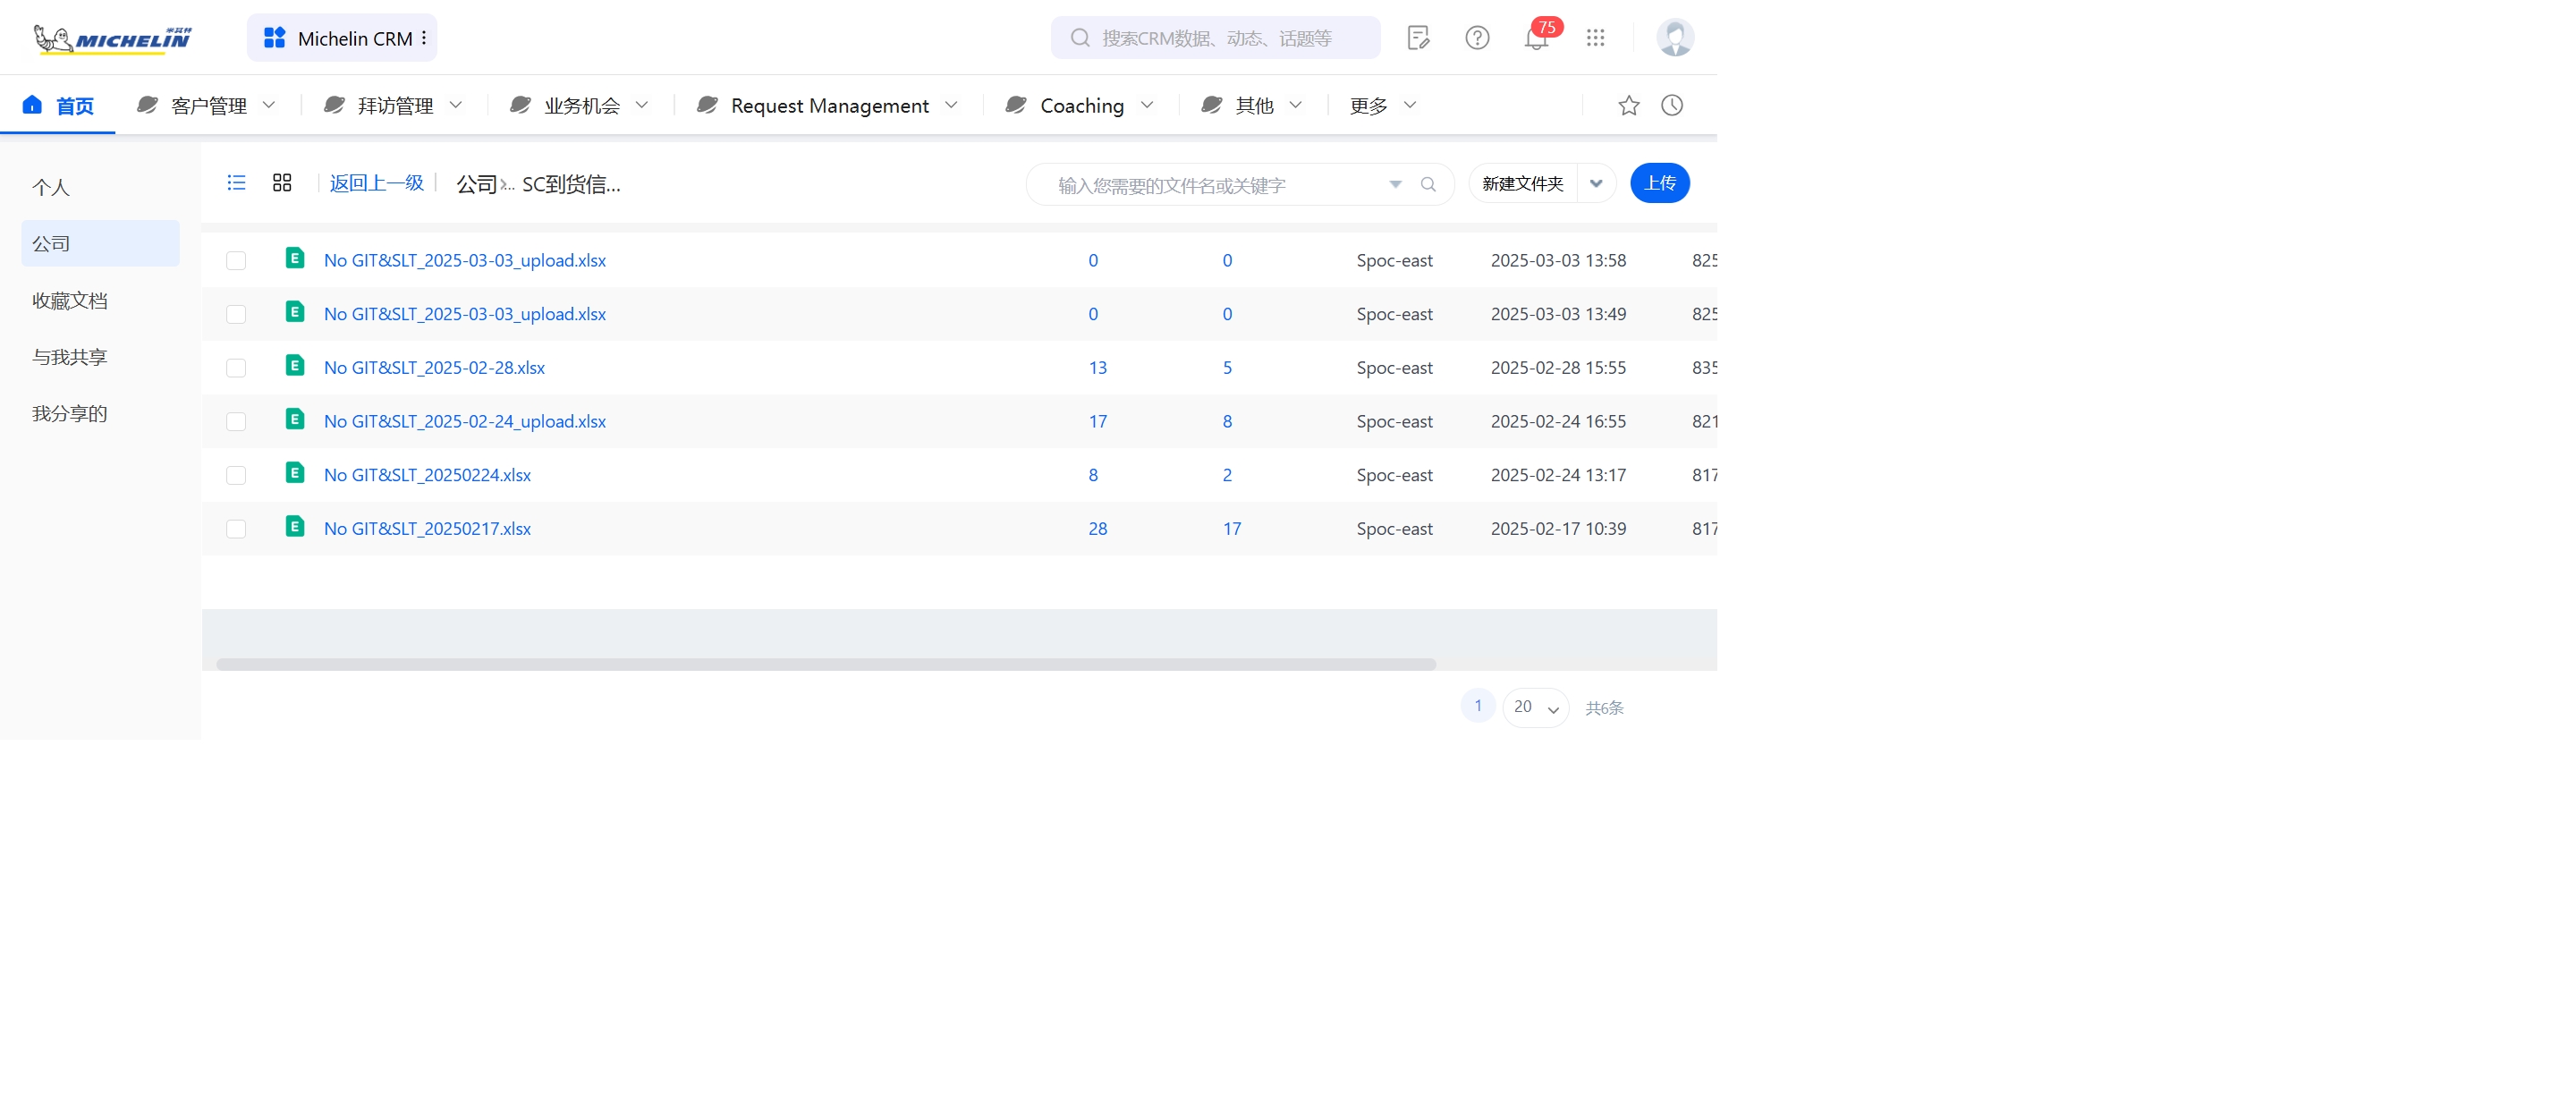 米其林
MICHELIN
Michelin CRM
搜索CRM数据、动态、话题等
75
首页
客户管理
拜访管理
业务机会
Request Management
Coaching
其他
更多
个人
公司
收藏文档
与我共享
我分享的
返回上一级
公司
...
SC到货信...
输入您需要的文件名或关键字
新建文件夹
上传
E No GIT&SLT_2025-03-03_upload.xlsx 0 0 Spoc-east 2025-03-03 13:58 825
E No GIT&SLT_2025-03-03_upload.xlsx 0 0 Spoc-east 2025-03-03 13:49 825
E No GIT&SLT_2025-02-28.xlsx 13 5 Spoc-east 2025-02-28 15:55 835
E No GIT&SLT_2025-02-24_upload.xlsx 17 8 Spoc-east 2025-02-24 16:55 821
E No GIT&SLT_20250224.xlsx 8 2 Spoc-east 2025-02-24 13:17 817
E No GIT&SLT_20250217.xlsx 28 17 Spoc-east 2025-02-17 10:39 817
1
20
共6条